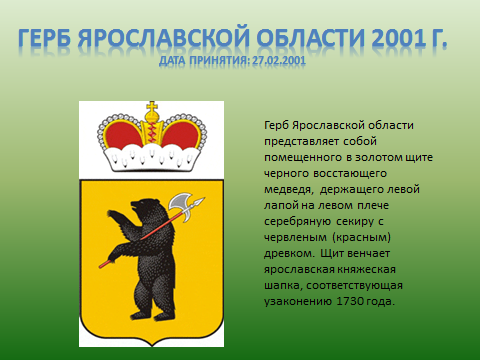 ГЕРБ ЯРОСЛАВСКОЙ ОБЛАСТИ 2001 Г.
ДАТА ПРИНЯТИЯ: 27.02.2001
Герб Ярославской области
представляет собой
помещенного в золотом щите
черного восстающего
медведя, держащего левой
лапой на левом плече
серебряную секиру с
червленым (красным)
древком. Щит венчает
ярославская княжеская
шапка, соответствующая
узаконению 1730 года.